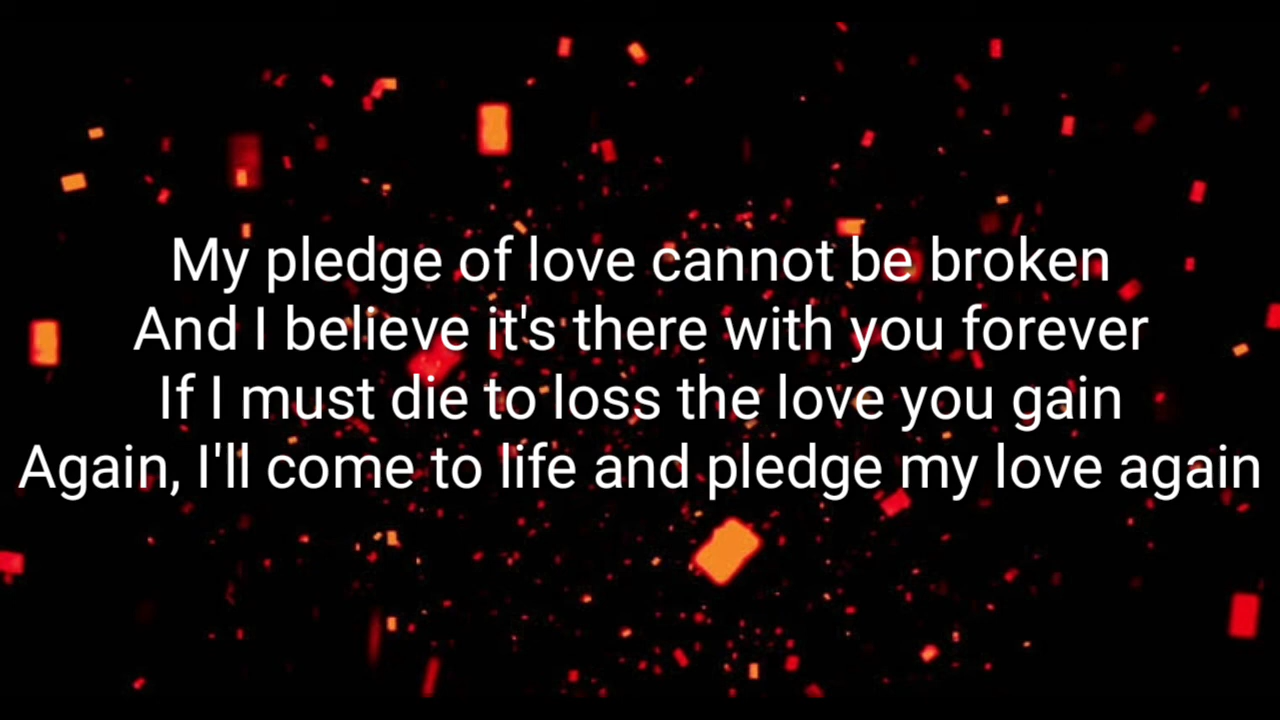 My pledge of love cannot be broken
And I believe it's there with you forever
If I must die to loss the love you gain
Again, I'll come to life and pledge my love again